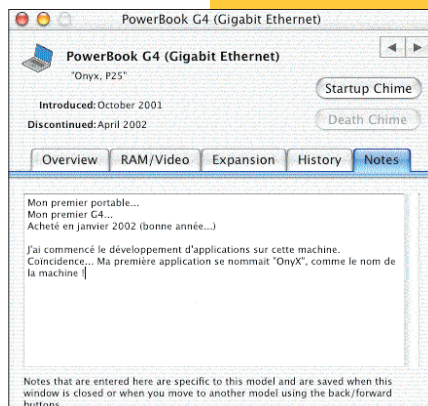 PowerBook G4 (Gigabit Ethernet)
PowerBook G4 (Gigabit Ethernet)
"Onyx, P25"
Startup Chime
Introduced: October 2001
Death Chime
Discontinued: April 2002
Overview RAM/Video Expansion History Notes
Mon premier portable...
Mon premier G4...
Acheté en janvier 2002 (bonne année...)
J'ai commencé le développement d'applications sur cette machine.
Coïncidence... Ma première application se nommait "OnyX", comme le nom de
la machine !
Notes that are entered here are specific to this model and are saved when this
window is closed or when you move to another model using the back/forward
buttons.